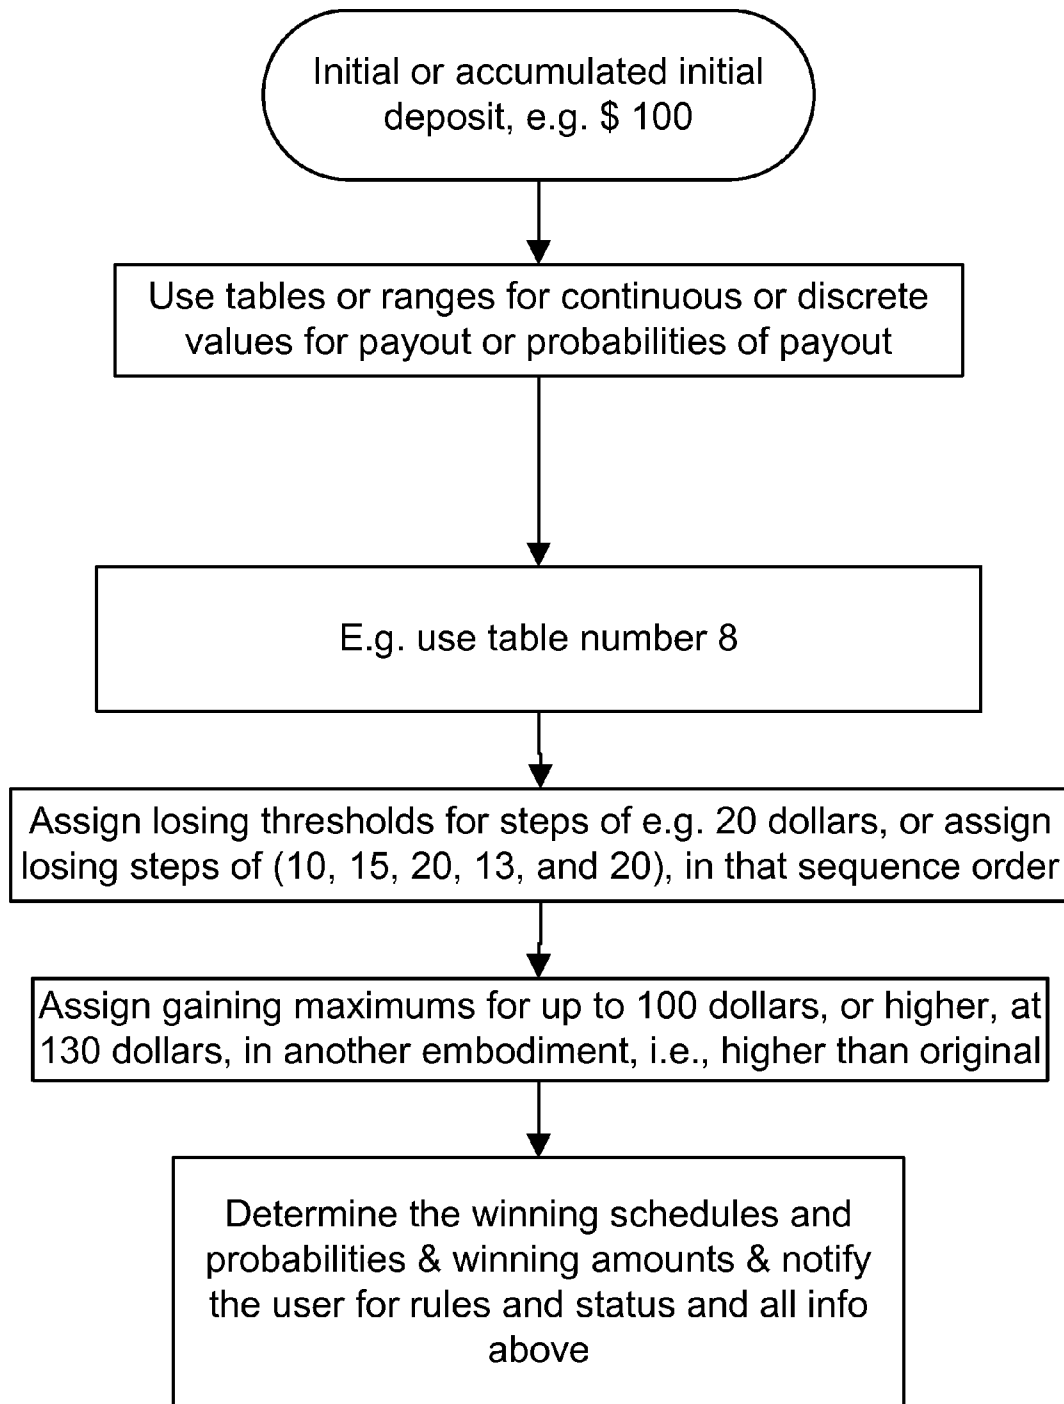 Initial or accumulated initial
deposit, e.g. $ 100
Use tables or ranges for continuous or discrete
values for payout or probabilities of payout
E.g. use table number 8
Assign losing thresholds for steps of e.g. 20 dollars, or assign
losing steps of (10, 15, 20, 13, and 20), in that sequence order
Assign gaining maximums for up to 100 dollars, or higher, at
130 dollars, in another embodiment, i.e., higher than original
Determine the winning schedules and
probabilities & winning amounts & notify
the user for rules and status and all info
above